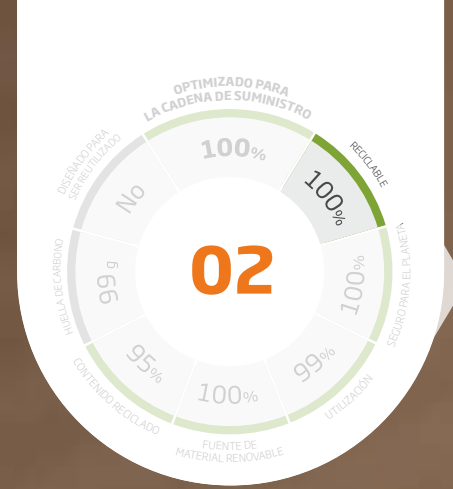 OPTIMIZADO PARA
LA CADENA DE SUMINISTRO
100%
RECICLABLE
100%
SEGURO PARA EL PLANETA
100%
UTILIZACIÓN
99%
FUENTE DE
MATERIAL RENOVABLE
100%
CONTENIDO RECICLADO
95%
HUELLA DE CARBONO
66 g
DISEÑADO PARA
SER REUTILIZADO
No
02